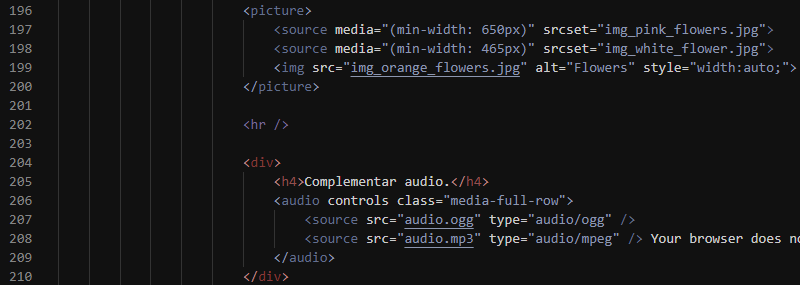 196 <picture>
197 <source media="(min-width: 650px)" srcset="img_pink_flowers.jpg">
198 <source media="(min-width: 465px)" srcset="img_white_flower.jpg">
199 <img src="img_orange_flowers.jpg" alt="Flowers" style="width:auto;">
200 </picture>
201
202 <hr />
203
204 <div>
205 <h4>Complementar audio.</h4>
206 <audio controls class="media-full-row">
207 <source src="audio.ogg" type="audio/ogg" />
208 <source src="audio.mp3" type="audio/mpeg" /> Your browser does no
209 </audio>
210 </div>